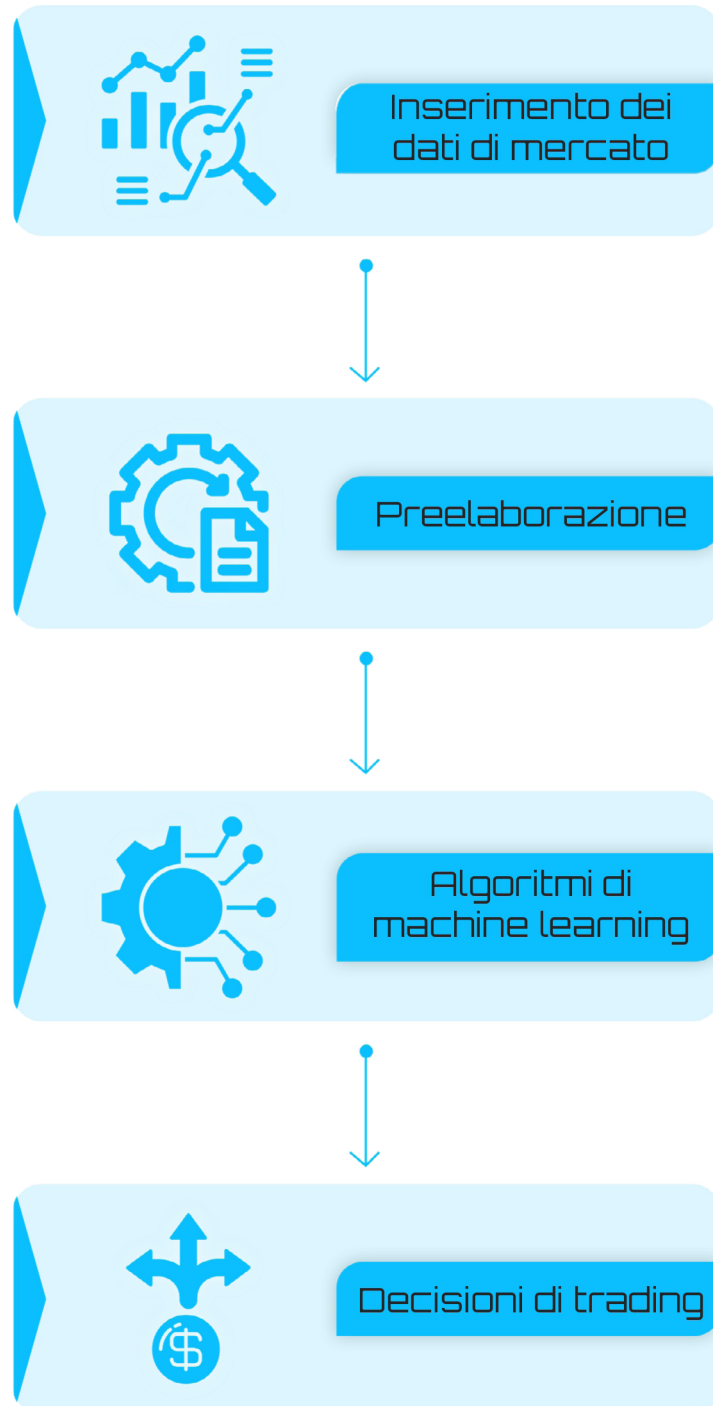 Inserimento dei
dati di mercato
Preelaborazione
Algoritmi di
machine learning
Decisioni di trading